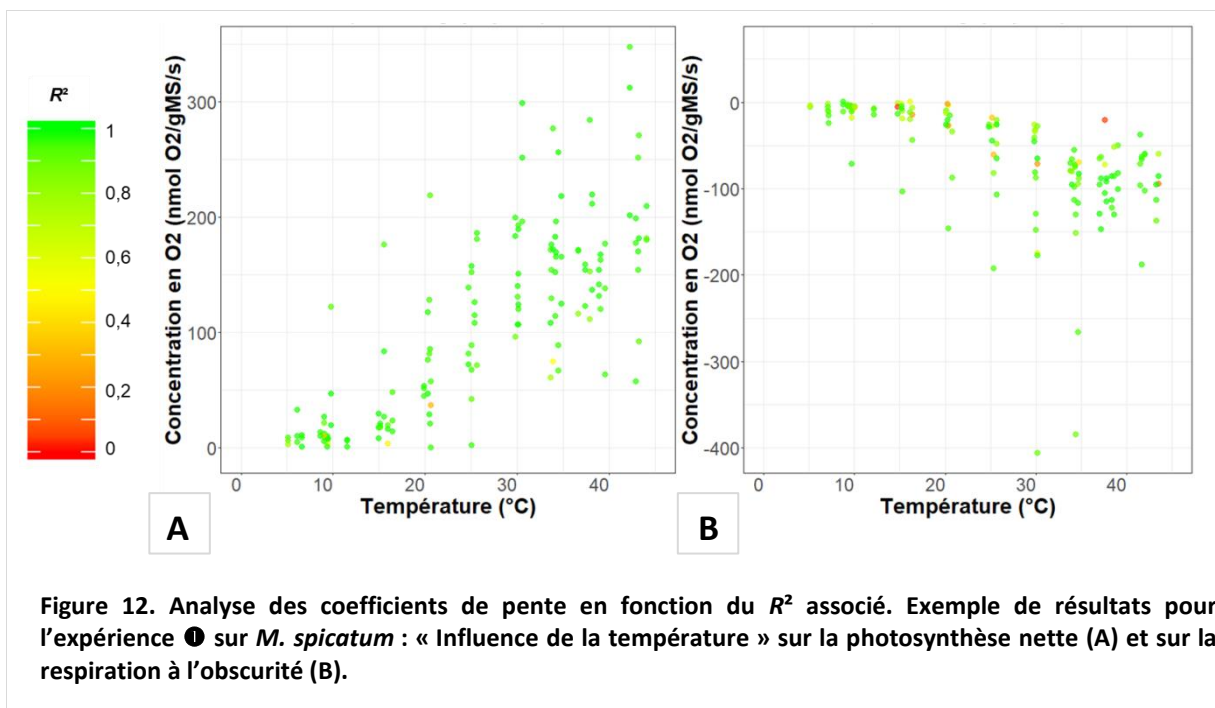 R²
1
0,8
0,6
0,4
0,2
0
Concentration en O2 (nmol O2/gMS/s)
300
200
100
0
0 10 20 30 40
Température (°C)
A
Concentration en O2 (nmol O2/gMS/s)
0
-100
-200
-300
-400
0 10 20 30 40
Température (°C)
B
Figure 12. Analyse des coefficients de pente en fonction du R² associé. Exemple de résultats pour
l'expérience ❶ sur M. spicatum : « Influence de la température » sur la photosynthèse nette (A) et sur la
respiration à l'obscurité (B).